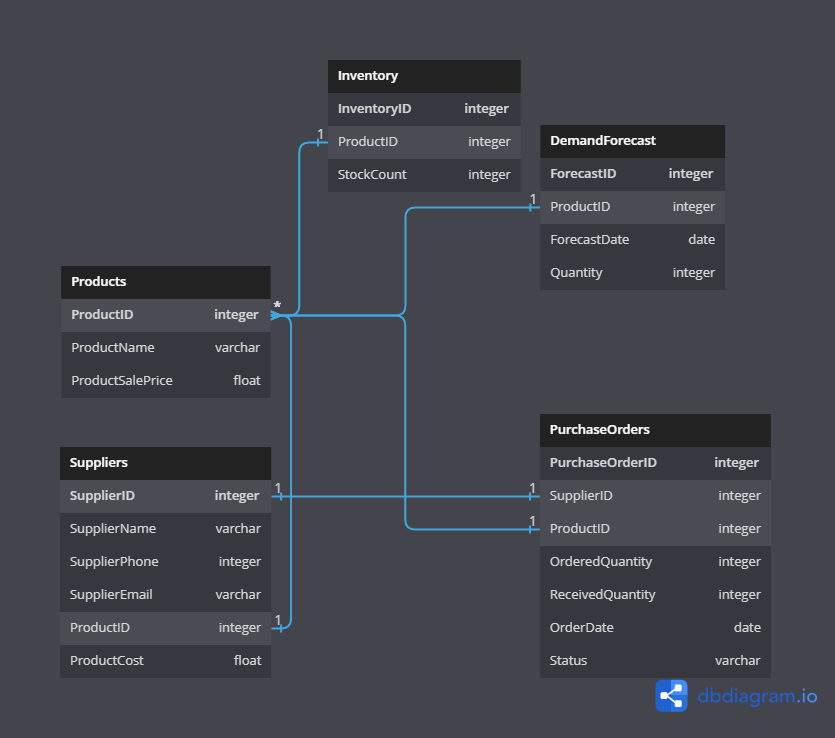 Inventory
InventoryID integer
1
ProductID integer
StockCount integer
DemandForecast
ForecastID integer
1
ProductID integer
ForecastDate date
Quantity integer
Products
*
ProductID integer
ProductName varchar
ProductSalePrice float
Suppliers
1
SupplierID integer
SupplierName varchar
SupplierPhone integer
SupplierEmail varchar
1
ProductID integer
ProductCost float
PurchaseOrders
PurchaseOrderID integer
1
SupplierID integer
1
ProductID integer
OrderedQuantity integer
ReceivedQuantity integer
OrderDate date
Status varchar
dbdiagram.io